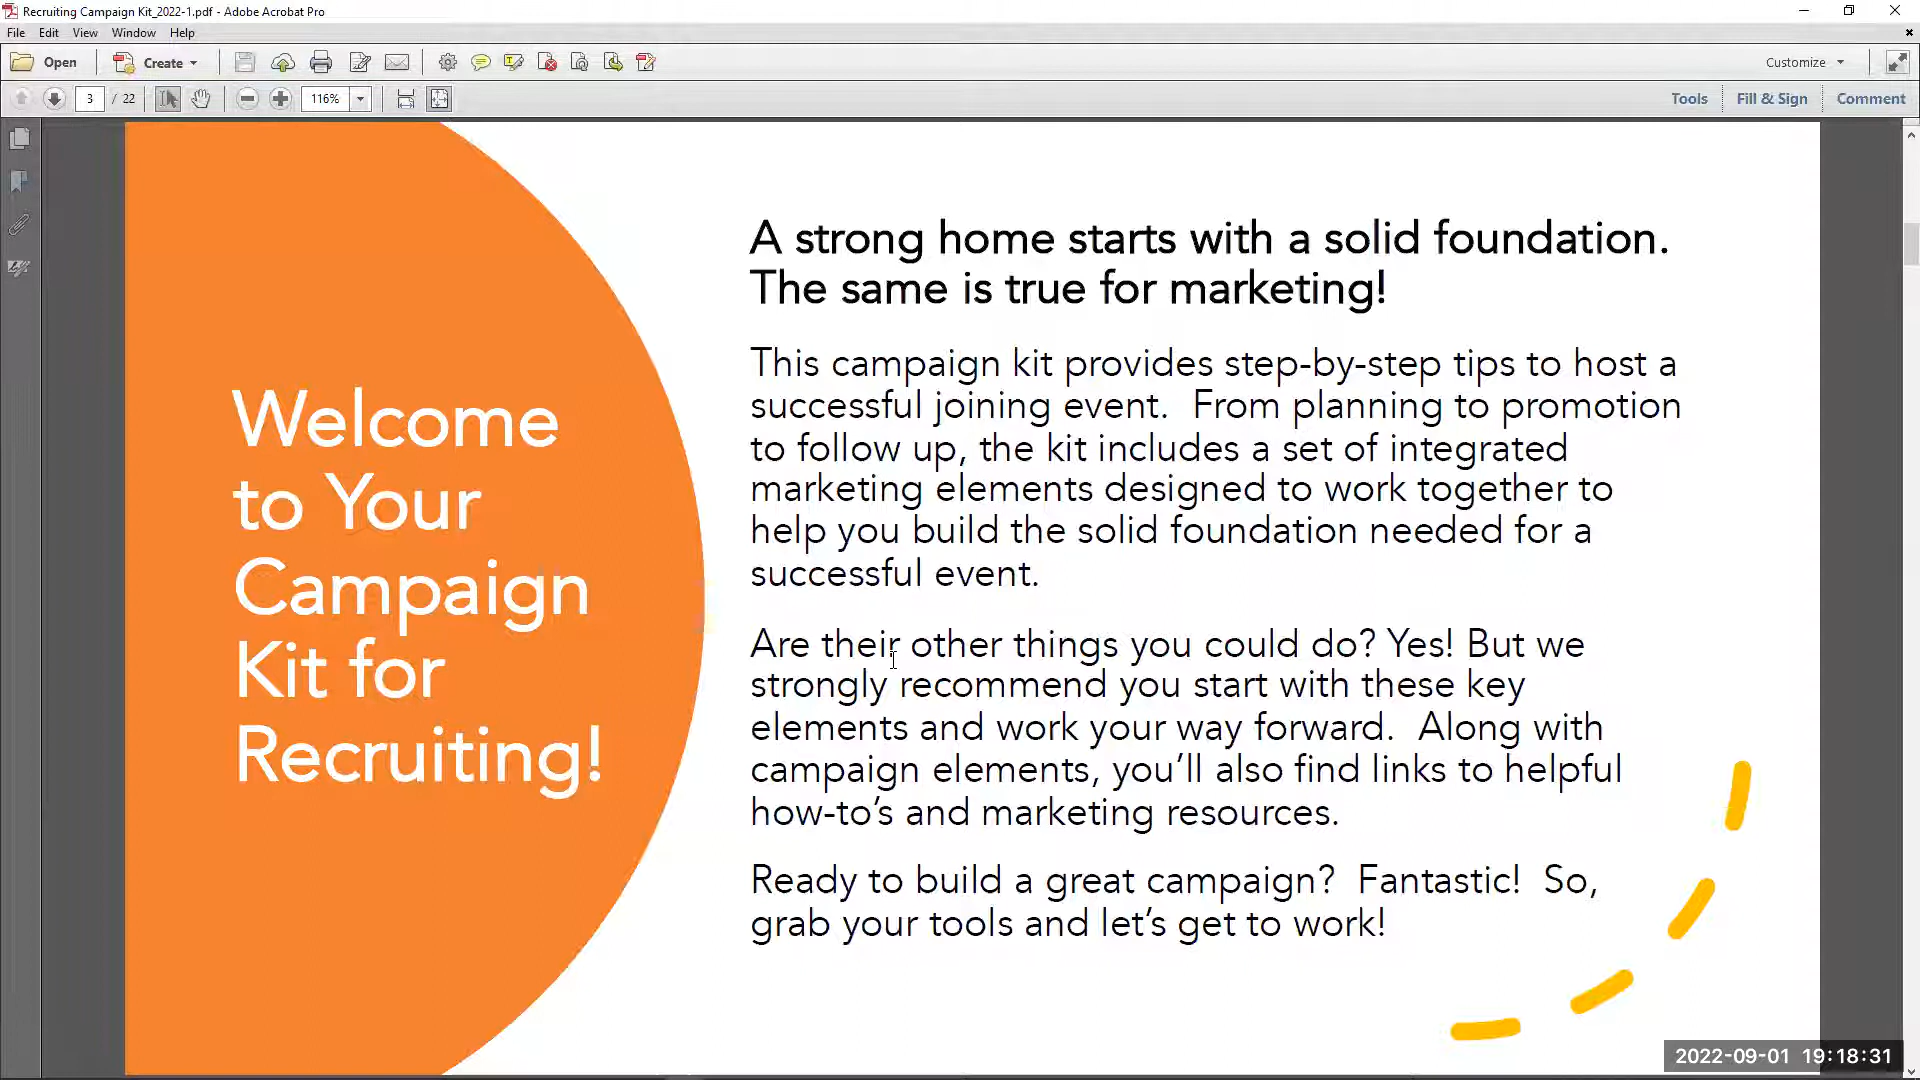 Recruiting Campaign Kit_2022-1.pdf - Adobe Acrobat Pro
File Edit View Window Help
Open Create Customize
3 / 22 116% Tools Fill & Sign Comment
Welcome
to Your
Campaign
Kit for
Recruiting!
A strong home starts with a solid foundation.
The same is true for marketing!
This campaign kit provides step-by-step tips to host a
successful joining event. From planning to promotion
to follow up, the kit includes a set of integrated
marketing elements designed to work together to
help you build the solid foundation needed for a
successful event.
Are their other things you could do? Yes! But we
strongly recommend you start with these key
elements and work your way forward. Along with
campaign elements, you’ll also find links to helpful
how-to’s and marketing resources.
Ready to build a great campaign? Fantastic! So,
grab your tools and let’s get to work!
2022-09-01 19:18:31